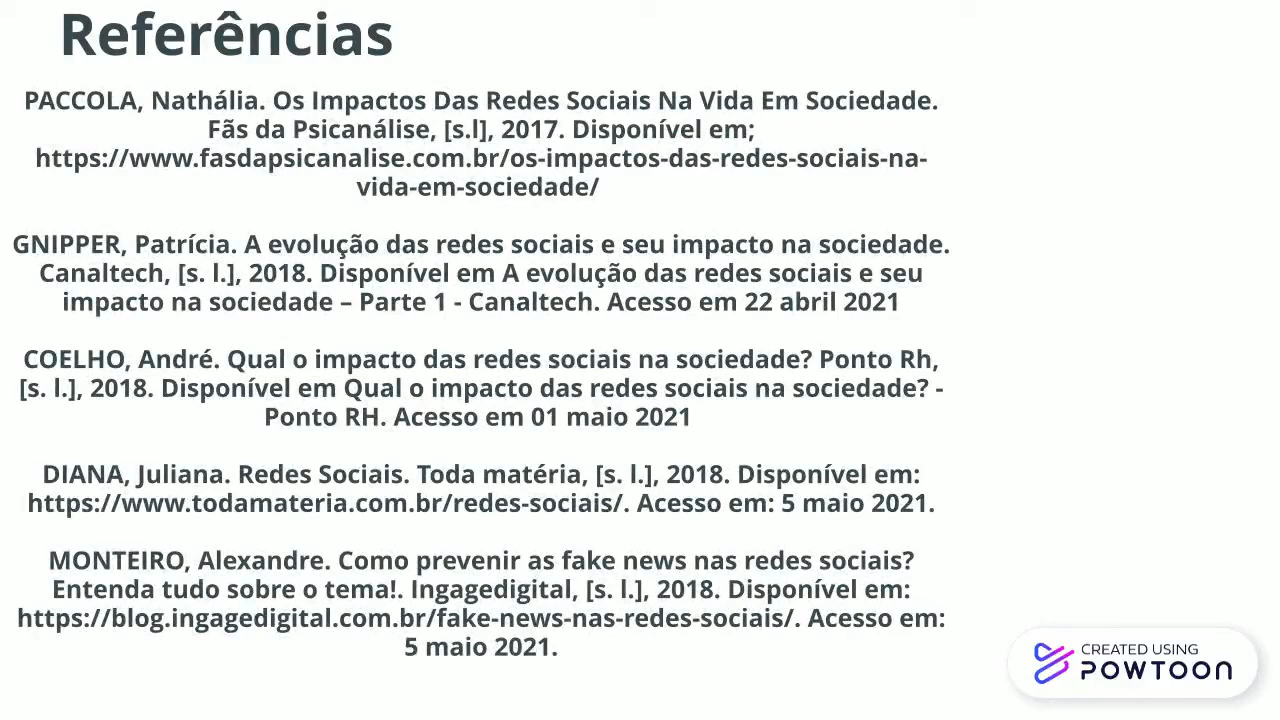 Referências
PACCOLA, Nathália. Os Impactos Das Redes Sociais Na Vida Em Sociedade.
Fãs da Psicanálise, [s.l], 2017. Disponível em;
https://www.fasdapsicanalise.com.br/os-impactos-das-redes-sociais-na-
vida-em-sociedade/
GNIPPER, Patrícia. A evolução das redes sociais e seu impacto na sociedade.
Canaltech, [s. l.], 2018. Disponível em A evolução das redes sociais e seu
impacto na sociedade – Parte 1 - Canaltech. Acesso em 22 abril 2021
COELHO, André. Qual o impacto das redes sociais na sociedade? Ponto Rh,
[s. l.], 2018. Disponível em Qual o impacto das redes sociais na sociedade? -
Ponto RH. Acesso em 01 maio 2021
DIANA, Juliana. Redes Sociais. Toda matéria, [s. l.], 2018. Disponível em:
https://www.todamateria.com.br/redes-sociais/. Acesso em: 5 maio 2021.
MONTEIRO, Alexandre. Como prevenir as fake news nas redes sociais?
Entenda tudo sobre o tema!. Ingagedigital, [s. l.], 2018. Disponível em:
https://blog.ingagedigital.com.br/fake-news-nas-redes-sociais/. Acesso em:
5 maio 2021.
CREATED USING
POWTOON